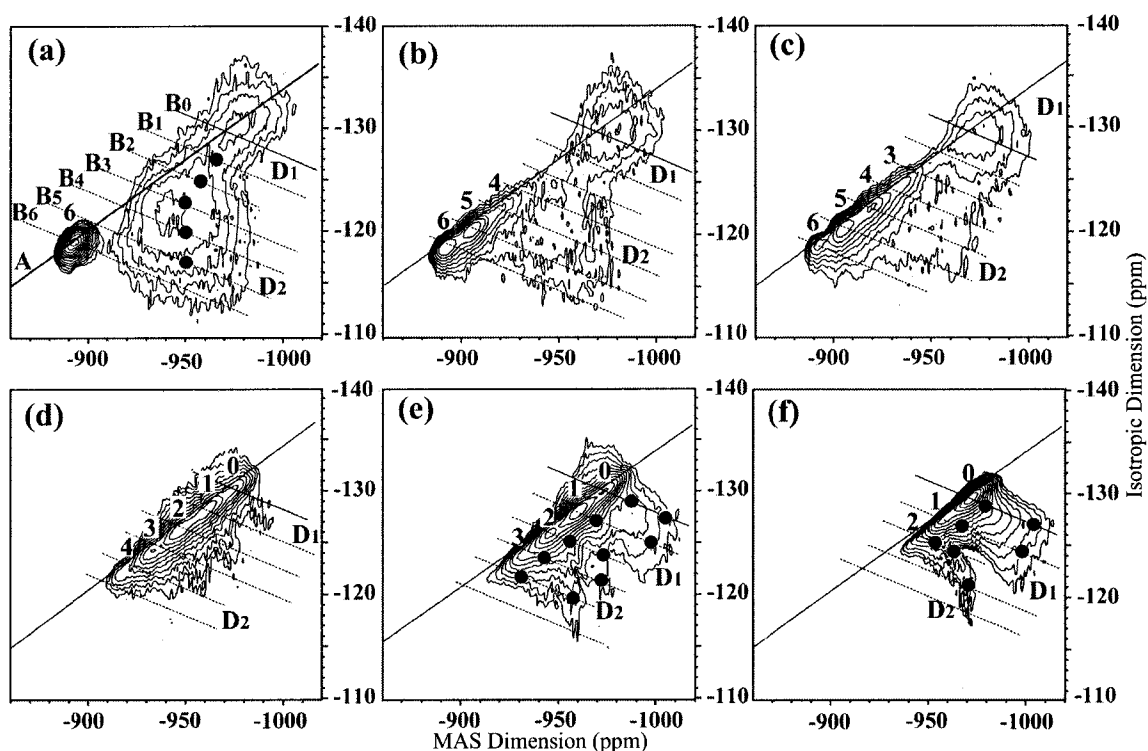 (a)
B0
B1
B2
B3
B4
B5
B6
6
A
D1
D2
-140
-130
-120
-110
-900 -950 -1000
(b)
6 5 4
D1
D2
-140
-130
-120
-110
-900 -950 -1000
(c)
6 5 4 3
D1
D2
-140
-130
-120
-110
-900 -950 -1000
(d)
4 3 2 1 0
D1
D2
-140
-130
-120
-110
-900 -950 -1000
(e)
3 2 1 0
D1
D2
-140
-130
-120
-110
-900 -950 -1000
(f)
2 1 0
D1
D2
-140
-130
-120
-110
-900 -950 -1000
MAS Dimension (ppm)
Isotropic Dimension (ppm)